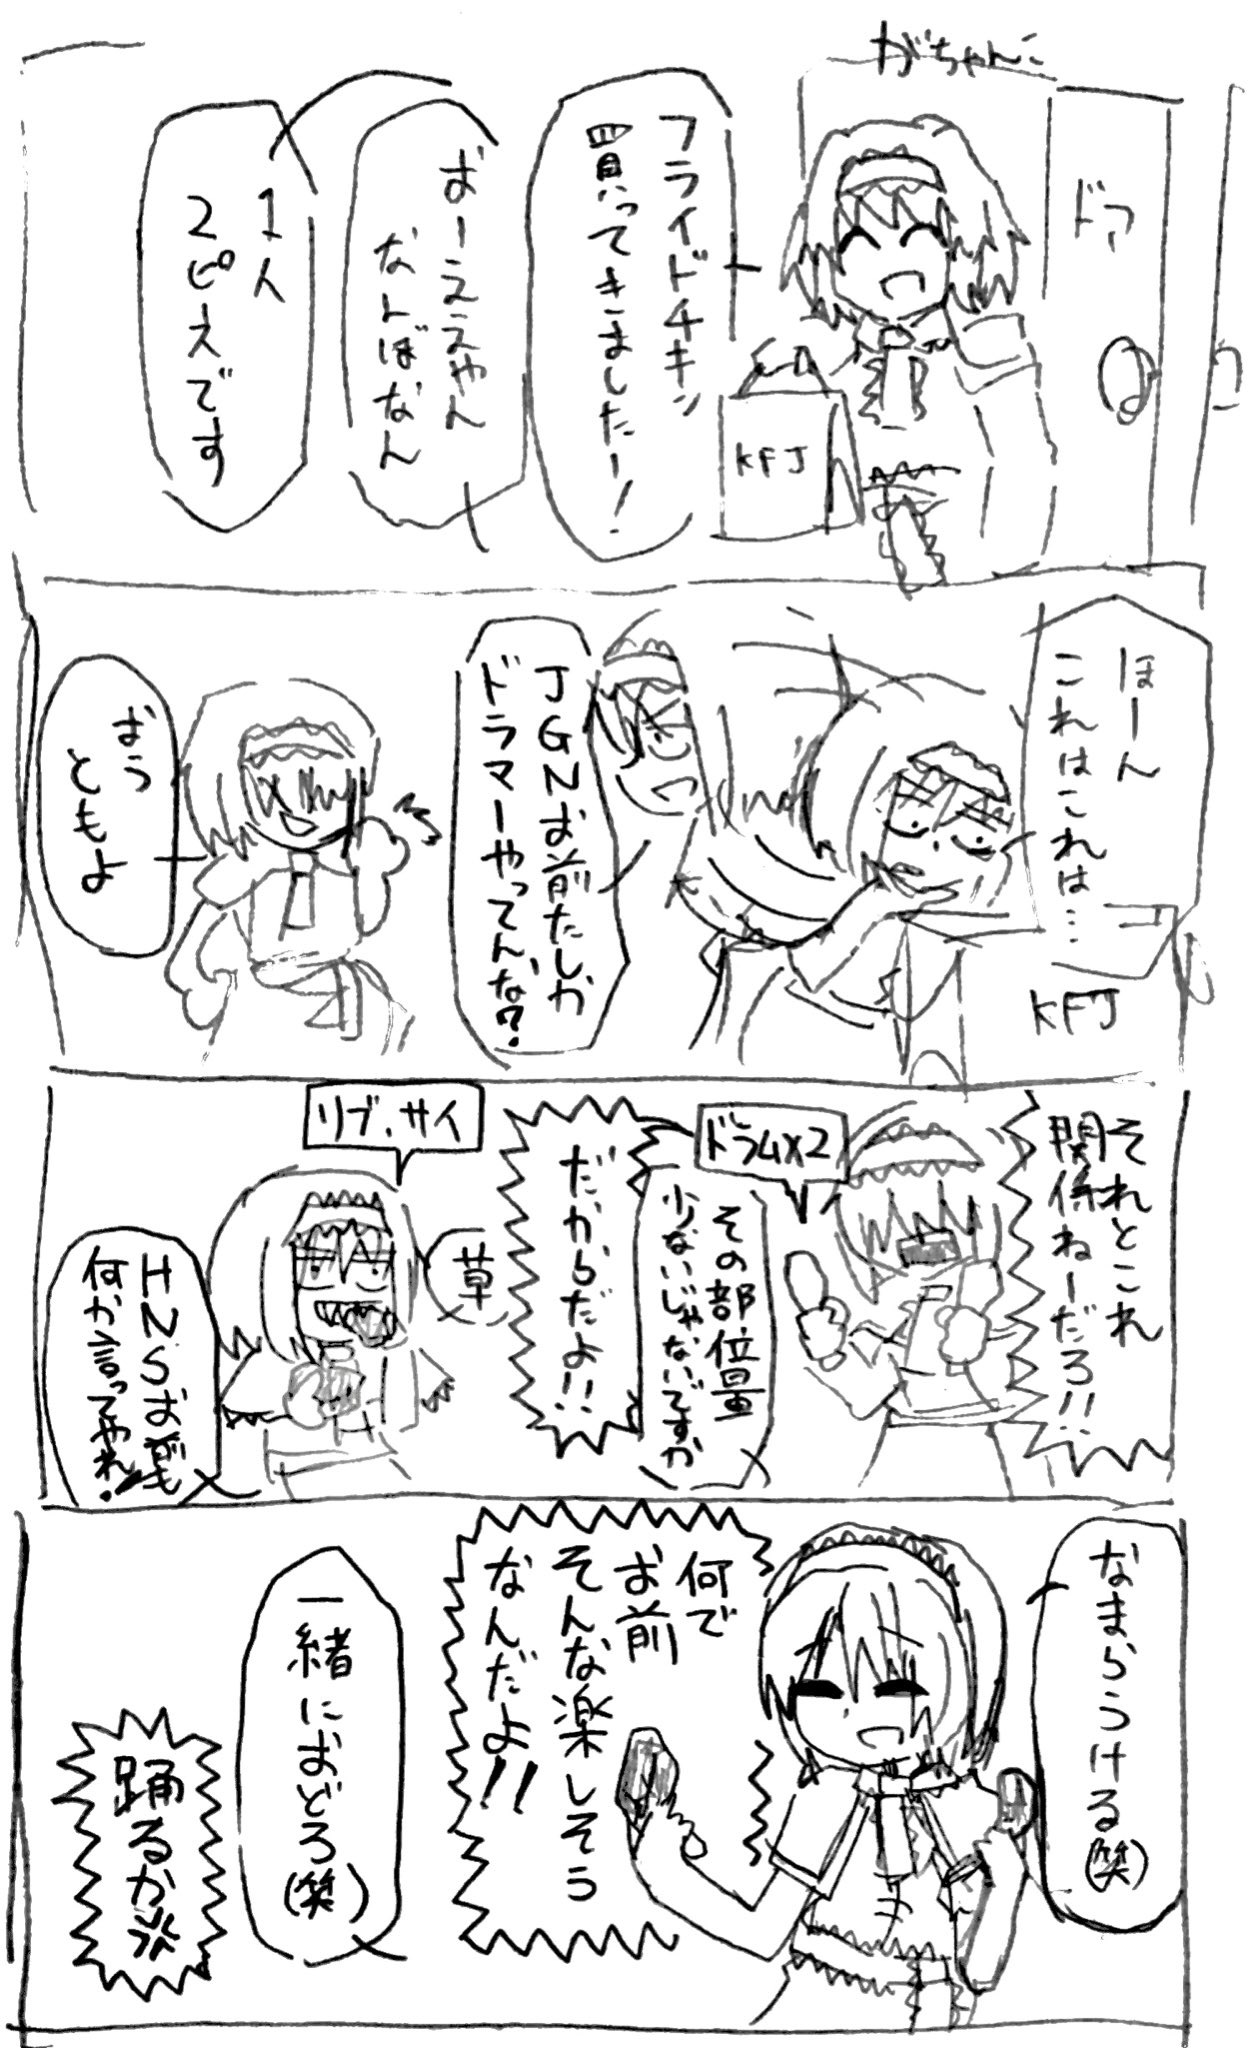 がちゃんこ
ドア
フライドチキン
買ってきましたー!
KFJ
おーええやん
なんぼなん
1人
2ピースです
ほーん
これはこれは…
KFJ
JGNお前たしか
ドラマーやってんな?
おう
ともよ
それとこれ
関係ねーだろ!!
ドラム×2
その部位量
少ないじゃないですか
だからだよ!!
リブ、サイ
草
HNSお前も
何か言ってやれ!
なまらうける(笑)
何で
お前
そんな楽しそう
なんだよ!!
一緒におどろ(笑)
踊るか